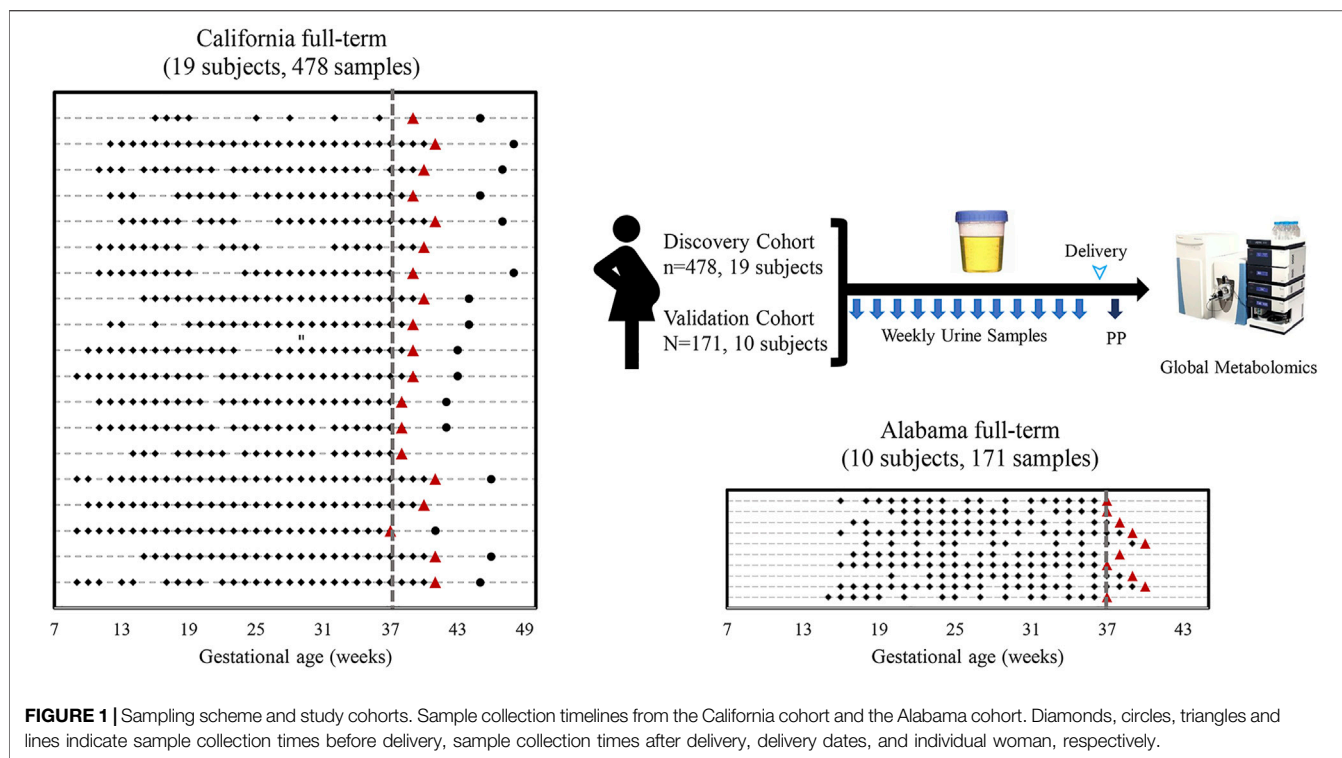 California full-term
(19 subjects, 478 samples)
7 13 19 25 31 37 43 49
Gestational age (weeks)
"
Discovery Cohort
n=478, 19 subjects
Validation Cohort
N=171, 10 subjects
Delivery
Weekly Urine Samples
PP
Global Metabolomics
Alabama full-term
(10 subjects, 171 samples)
7 13 19 25 31 37 43
Gestational age (weeks)
FIGURE 1 | Sampling scheme and study cohorts. Sample collection timelines from the California cohort and the Alabama cohort. Diamonds, circles, triangles and
lines indicate sample collection times before delivery, sample collection times after delivery, delivery dates, and individual woman, respectively.